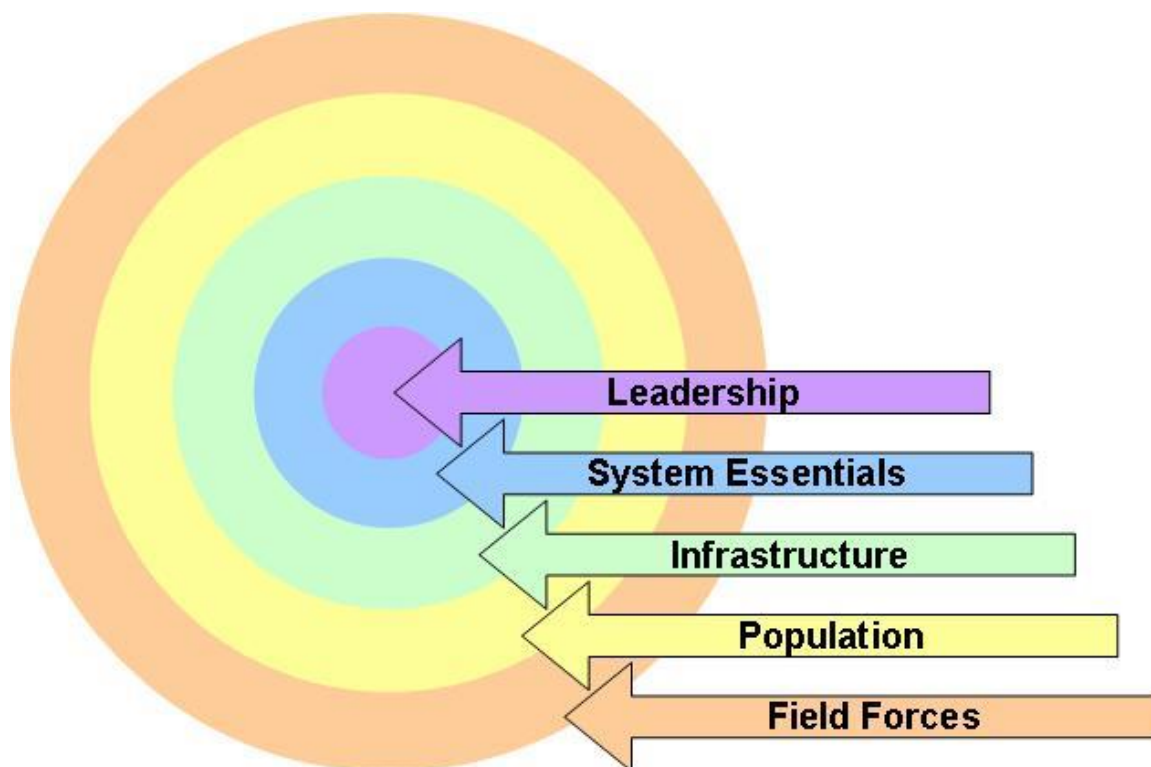 Leadership
System Essentials
Infrastructure
Population
Field Forces